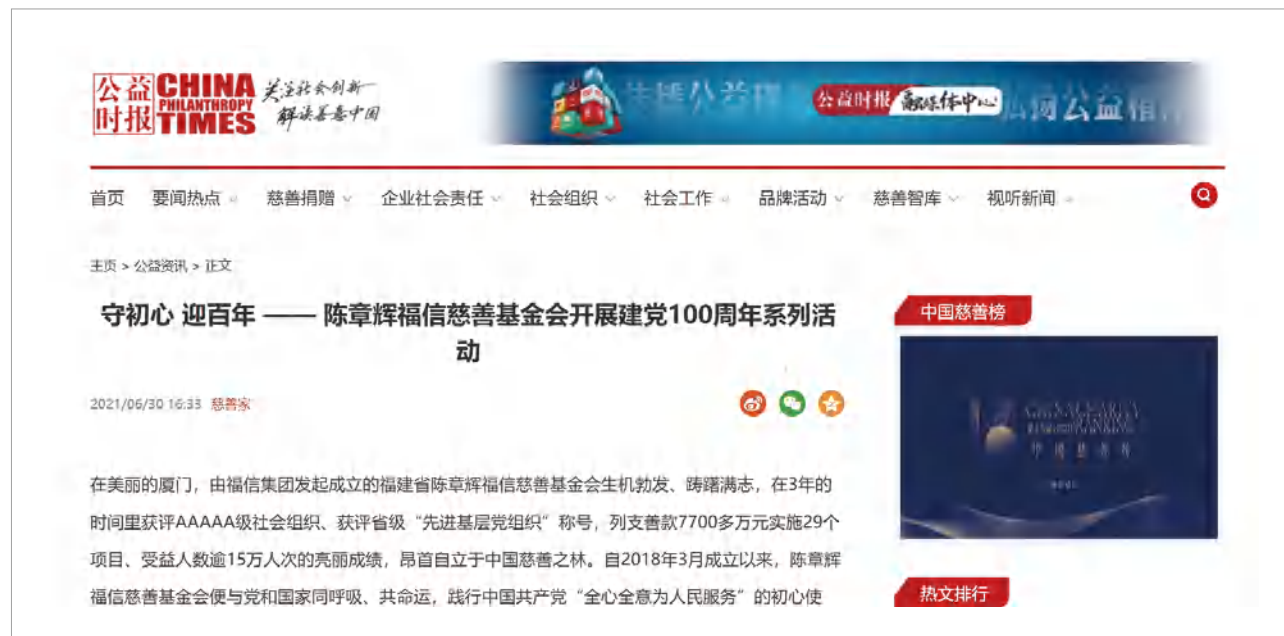 公益时报
CHINA
PHILANTHROPY
TIMES
关注社会创新
解读善意中国
公益时报 融媒体中心
首页 要闻热点 慈善捐赠 企业社会责任 社会组织 社会工作 品牌活动 慈善智库 视听新闻
主页 > 公益资讯 > 正文
守初心 迎百年 —— 陈章辉福信慈善基金会开展建党100周年系列活
动
2021/06/30 16:33 慈善家
在美丽的厦门，由福信集团发起成立的福建省陈章辉福信慈善基金会生机勃发、踌躇满志，在3年的
时间里获评AAAAA级社会组织、获评省级“先进基层党组织”称号，列支善款7700多万元实施29个
项目、受益人数逾15万人次的亮丽成绩，昂首自立于中国慈善之林。自2018年3月成立以来，陈章辉
福信慈善基金会便与党和国家同呼吸、共命运，践行中国共产党“全心全意为人民服务”的初心使
中国慈善榜
CHINA CHARITY
RANKING
中国慈善榜
热文排行